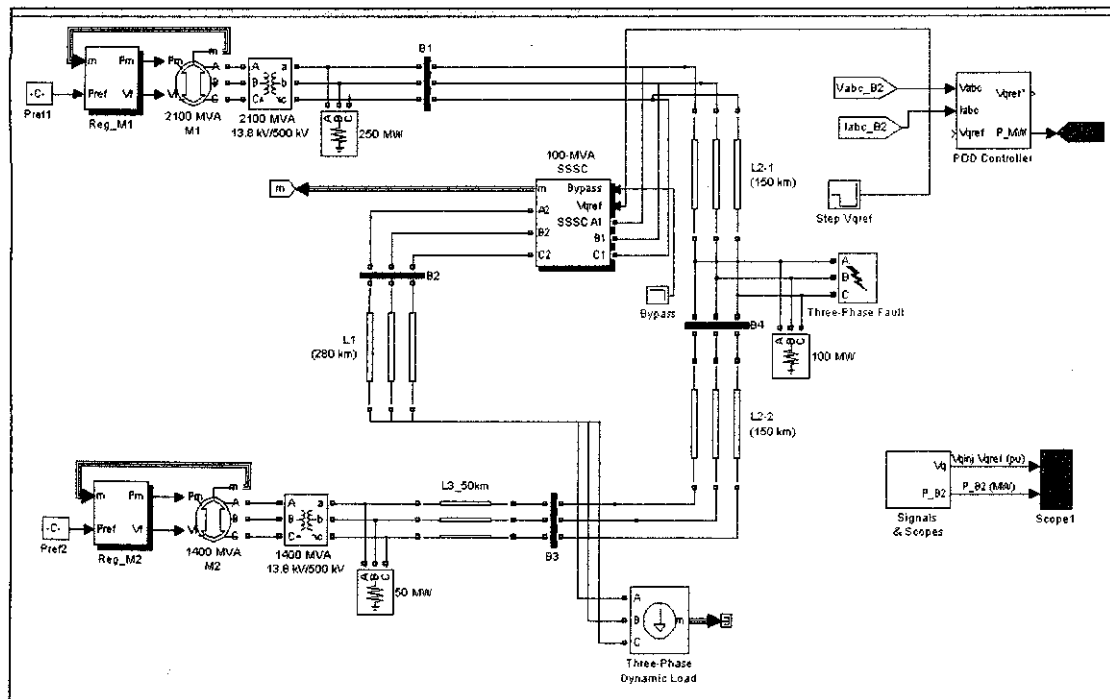 B1
m Pm A A a
B B b
Pref Vf Vf C C c
-C-
Pref1
Reg_M1
2100 MVA
M1
2100 MVA
13.8 kV/500 kV
A B C
250 MW
Vabc_B2
Iabc_B2
Vabc
Iabc
Vqref
Vqref
P_MW
POD Controller
Step Vqref
100-MVA
SSSC
m
m Bypass
Vqref
A2 SSSC A1
B2 B1
C2 C1
L2-1
(150 km)
B2
Bypass
A
B
C
Three-Phase Fault
B4
A B C
100 MW
L1
(280 km)
L2-2
(150 km)
m Pm m A A a
B B b
Pref Vf C C c
-C-
Pref2
Reg_M2
1400 MVA
M2
1400 MVA
13.8 kV/500 kV
L3_50km
B3
A B C
50 MW
Vq
P_B2
Vqinj Vqref (pu)
P_B2 (MW)
Signals
& Scopes
Scope1
A
B m
C
Three-Phase
Dynamic Load